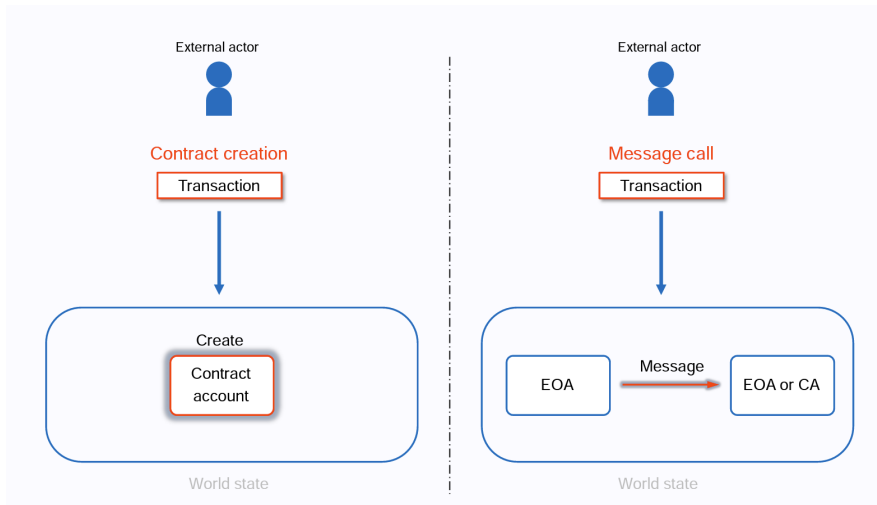 External actor
Contract creation
Transaction
Create
Contract
account
World state
External actor
Message call
Transaction
EOA
Message
EOA or CA
World state